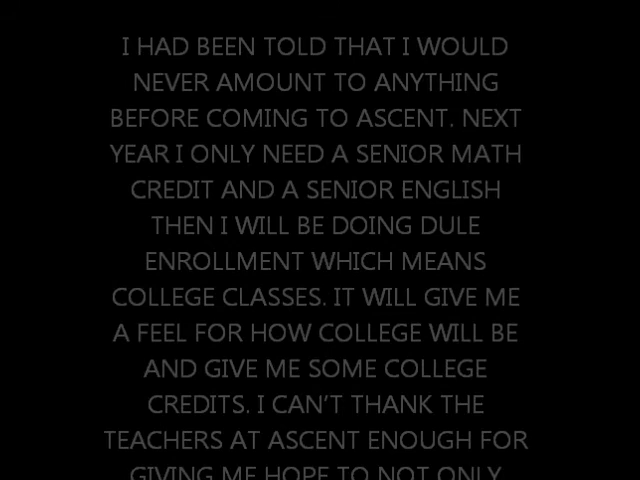 I HAD BEEN TOLD THAT I WOULD
NEVER AMOUNT TO ANYTHING
BEFORE COMING TO ASCENT. NEXT
YEAR I ONLY NEED A SENIOR MATH
CREDIT AND A SENIOR ENGLISH
THEN I WILL BE DOING DULE
ENROLLMENT WHICH MEANS
COLLEGE CLASSES. IT WILL GIVE ME
A FEEL FOR HOW COLLEGE WILL BE
AND GIVE ME SOME COLLEGE
CREDITS. I CAN’T THANK THE
TEACHERS AT ASCENT ENOUGH FOR
GIVING ME HOPE TO NOT ONLY